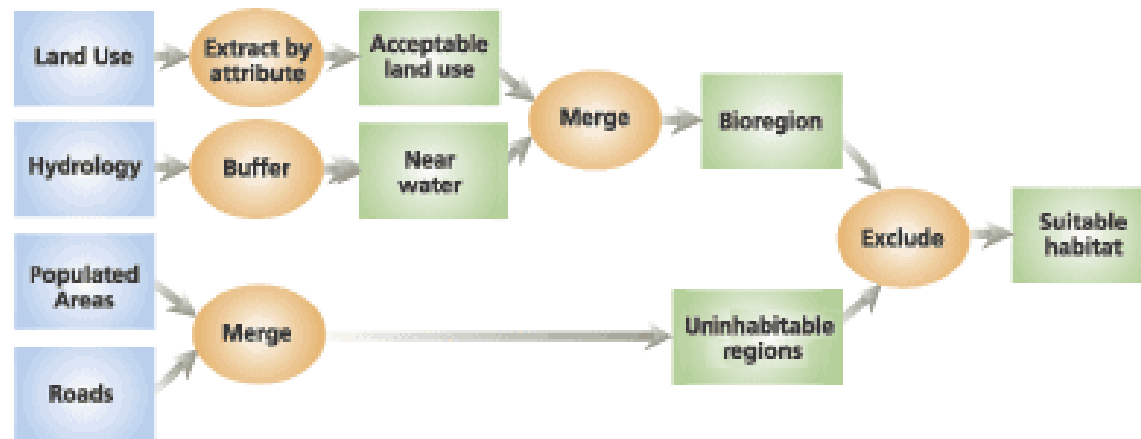 Land Use
Extract by
attribute
Acceptable
land use
Merge
Bioregion
Hydrology
Buffer
Near
water
Exclude
Suitable
habitat
Populated
Areas
Merge
Uninhabitable
regions
Roads